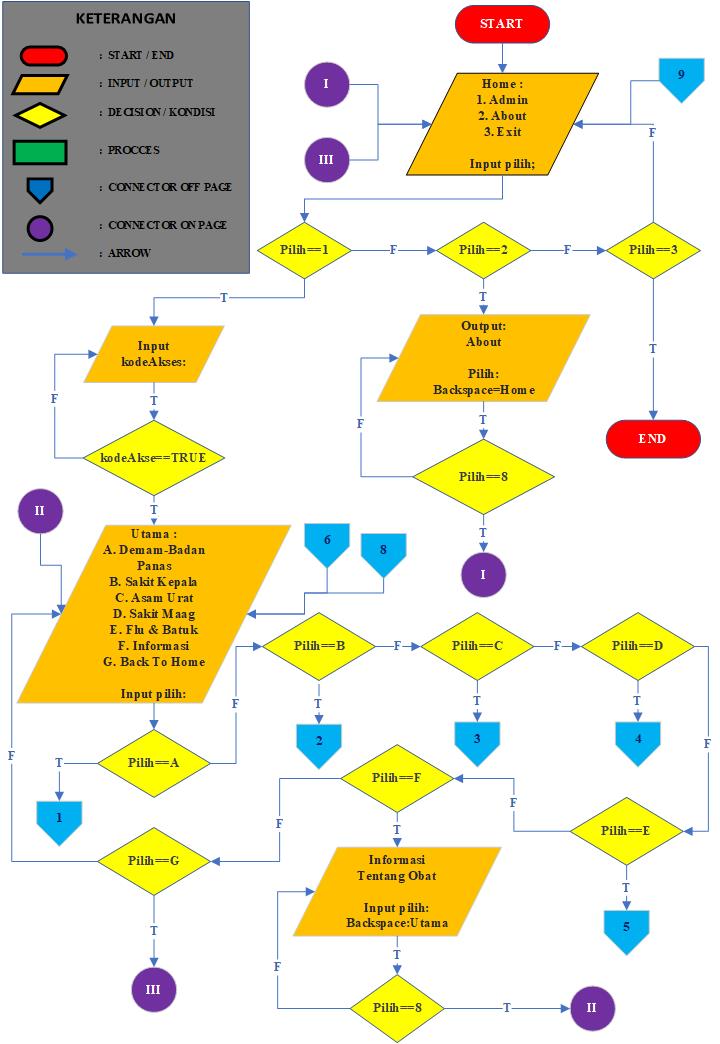 KETERANGAN
: START / END
: INPUT / OUTPUT
: DECISION / KONDISI
: PROCCES
: CONNECTOR OFF PAGE
: CONNECTOR ON PAGE
: ARROW
START
Home :
1. Admin
2. About
3. Exit
Input pilih;
I
III
9
F
Pilih==1
F
Pilih==2
F
Pilih==3
T
T
T
Input
kodeAkses:
Output:
About
Pilih:
Backspace=Home
F
T
F
T
END
kodeAkse==TRUE
Pilih==8
T
T
II
I
Utama :
A. Demam-Badan
Panas
B. Sakit Kepala
C. Asam Urat
D. Sakit Maag
E. Flu & Batuk
F. Informasi
G. Back To Home
Input pilih:
6
8
Pilih==B
F
Pilih==C
F
Pilih==D
F
T
T
T
2
3
4
F
F
Pilih==A
T
1
Pilih==F
F
Pilih==E
F
T
T
5
Pilih==G
T
III
Informasi
Tentang Obat
Input pilih:
Backspace:Utama
F
T
Pilih==8
T
II